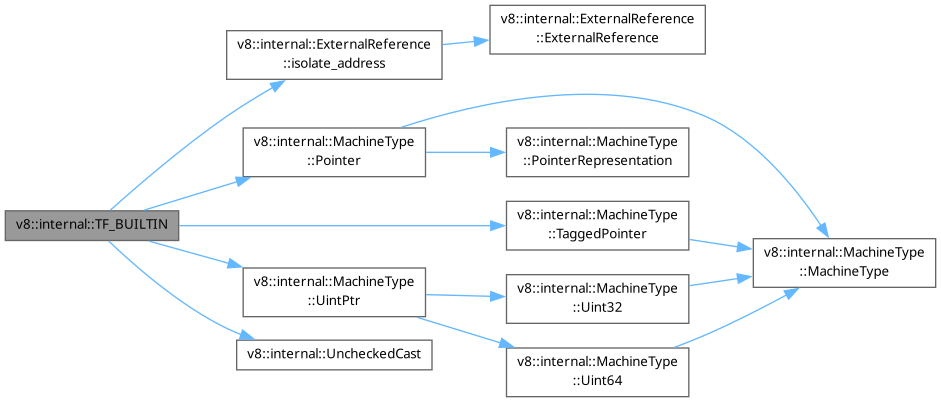 v8::internal::TF_BUILTIN
v8::internal::ExternalReference
::isolate_address
v8::internal::ExternalReference
::ExternalReference
v8::internal::MachineType
::Pointer
v8::internal::MachineType
::PointerRepresentation
v8::internal::MachineType
::TaggedPointer
v8::internal::MachineType
::MachineType
v8::internal::MachineType
::UintPtr
v8::internal::MachineType
::Uint32
v8::internal::UncheckedCast
v8::internal::MachineType
::Uint64